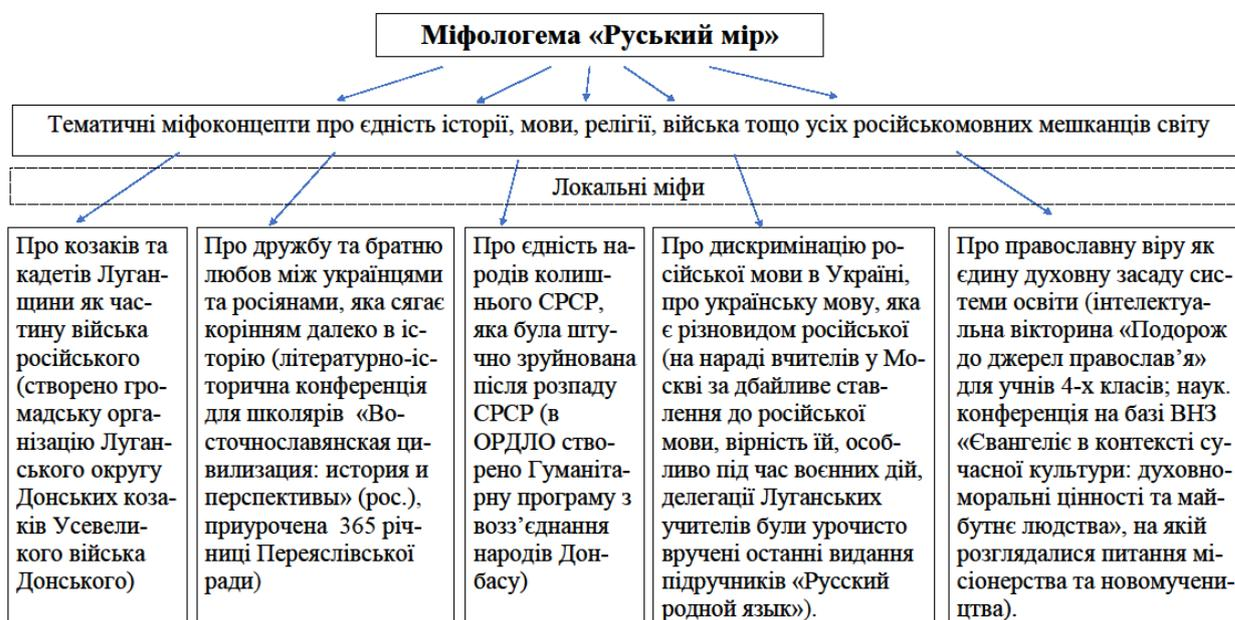 Міфологема «Руський мір»
Тематичні міфоконцепти про єдність історії, мови, релігії, війська тощо усіх російськомовних мешканців світу
Локальні міфи
Про козаків та
кадетів Луган-
щини як час-
тину війська
російського
(створено гро-
мадську орга-
нізацію Луган-
ського округу
Донських коза-
ків Усевели-
кого війська
Донського)
Про дружбу та братню
любов між українцями
та росіянами, яка сягає
корінням далеко в іс-
торію (літературно-іс-
торична конференція
для школярів «Во-
сточнославянская ци-
вилизация: история и
перспективы» (рос.),
приурочена 365 річ-
ниці Переяслівської
ради)
Про єдність на-
родів колиш-
нього СРСР,
яка була шту-
чно зруйнована
після розпаду
СРСР (в
ОРДЛО ство-
рено Гуманіта-
рну програму з
возз’єднання
народів Дон-
басу)
Про дискримінацію ро-
сійської мови в Україні,
про українську мову, яка
є різновидом російської
(на нараді вчителів у Мо-
скві за дбайливе став-
лення до російської
мови, вірність їй, особ-
ливо під час воєнних дій,
делегації Луганських
учителів були урочисто
вручені останні видання
підручників «Русский
родной язык»).
Про православну віру як
єдину духовну засаду сис-
теми освіти (інтелектуа-
льна вікторина «Подорож
до джерел православ’я»
для учнів 4-х класів; наук.
конференція на базі ВНЗ
«Євангеліє в контексті су-
часної культури: духовно-
моральні цінності та май-
бутнє людства», на якій
розглядалися питання мі-
сіонерства та новомучени-
цтва).